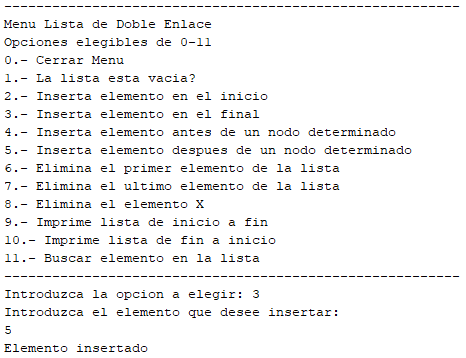 ---------------------------------------------------------
Menu Lista de Doble Enlace
Opciones elegibles de 0-11
0.- Cerrar Menu
1.- La lista esta vacia?
2.- Inserta elemento en el inicio
3.- Inserta elemento en el final
4.- Inserta elemento antes de un nodo determinado
5.- Inserta elemento despues de un nodo determinado
6.- Elimina el primer elemento de la lista
7.- Elimina el ultimo elemento de la lista
8.- Elimina el elemento X
9.- Imprime lista de inicio a fin
10.- Imprime lista de fin a inicio
11.- Buscar elemento en la lista
---------------------------------------------------------
Introduzca la opcion a elegir: 3
Introduzca el elemento que desee insertar:
5
Elemento insertado